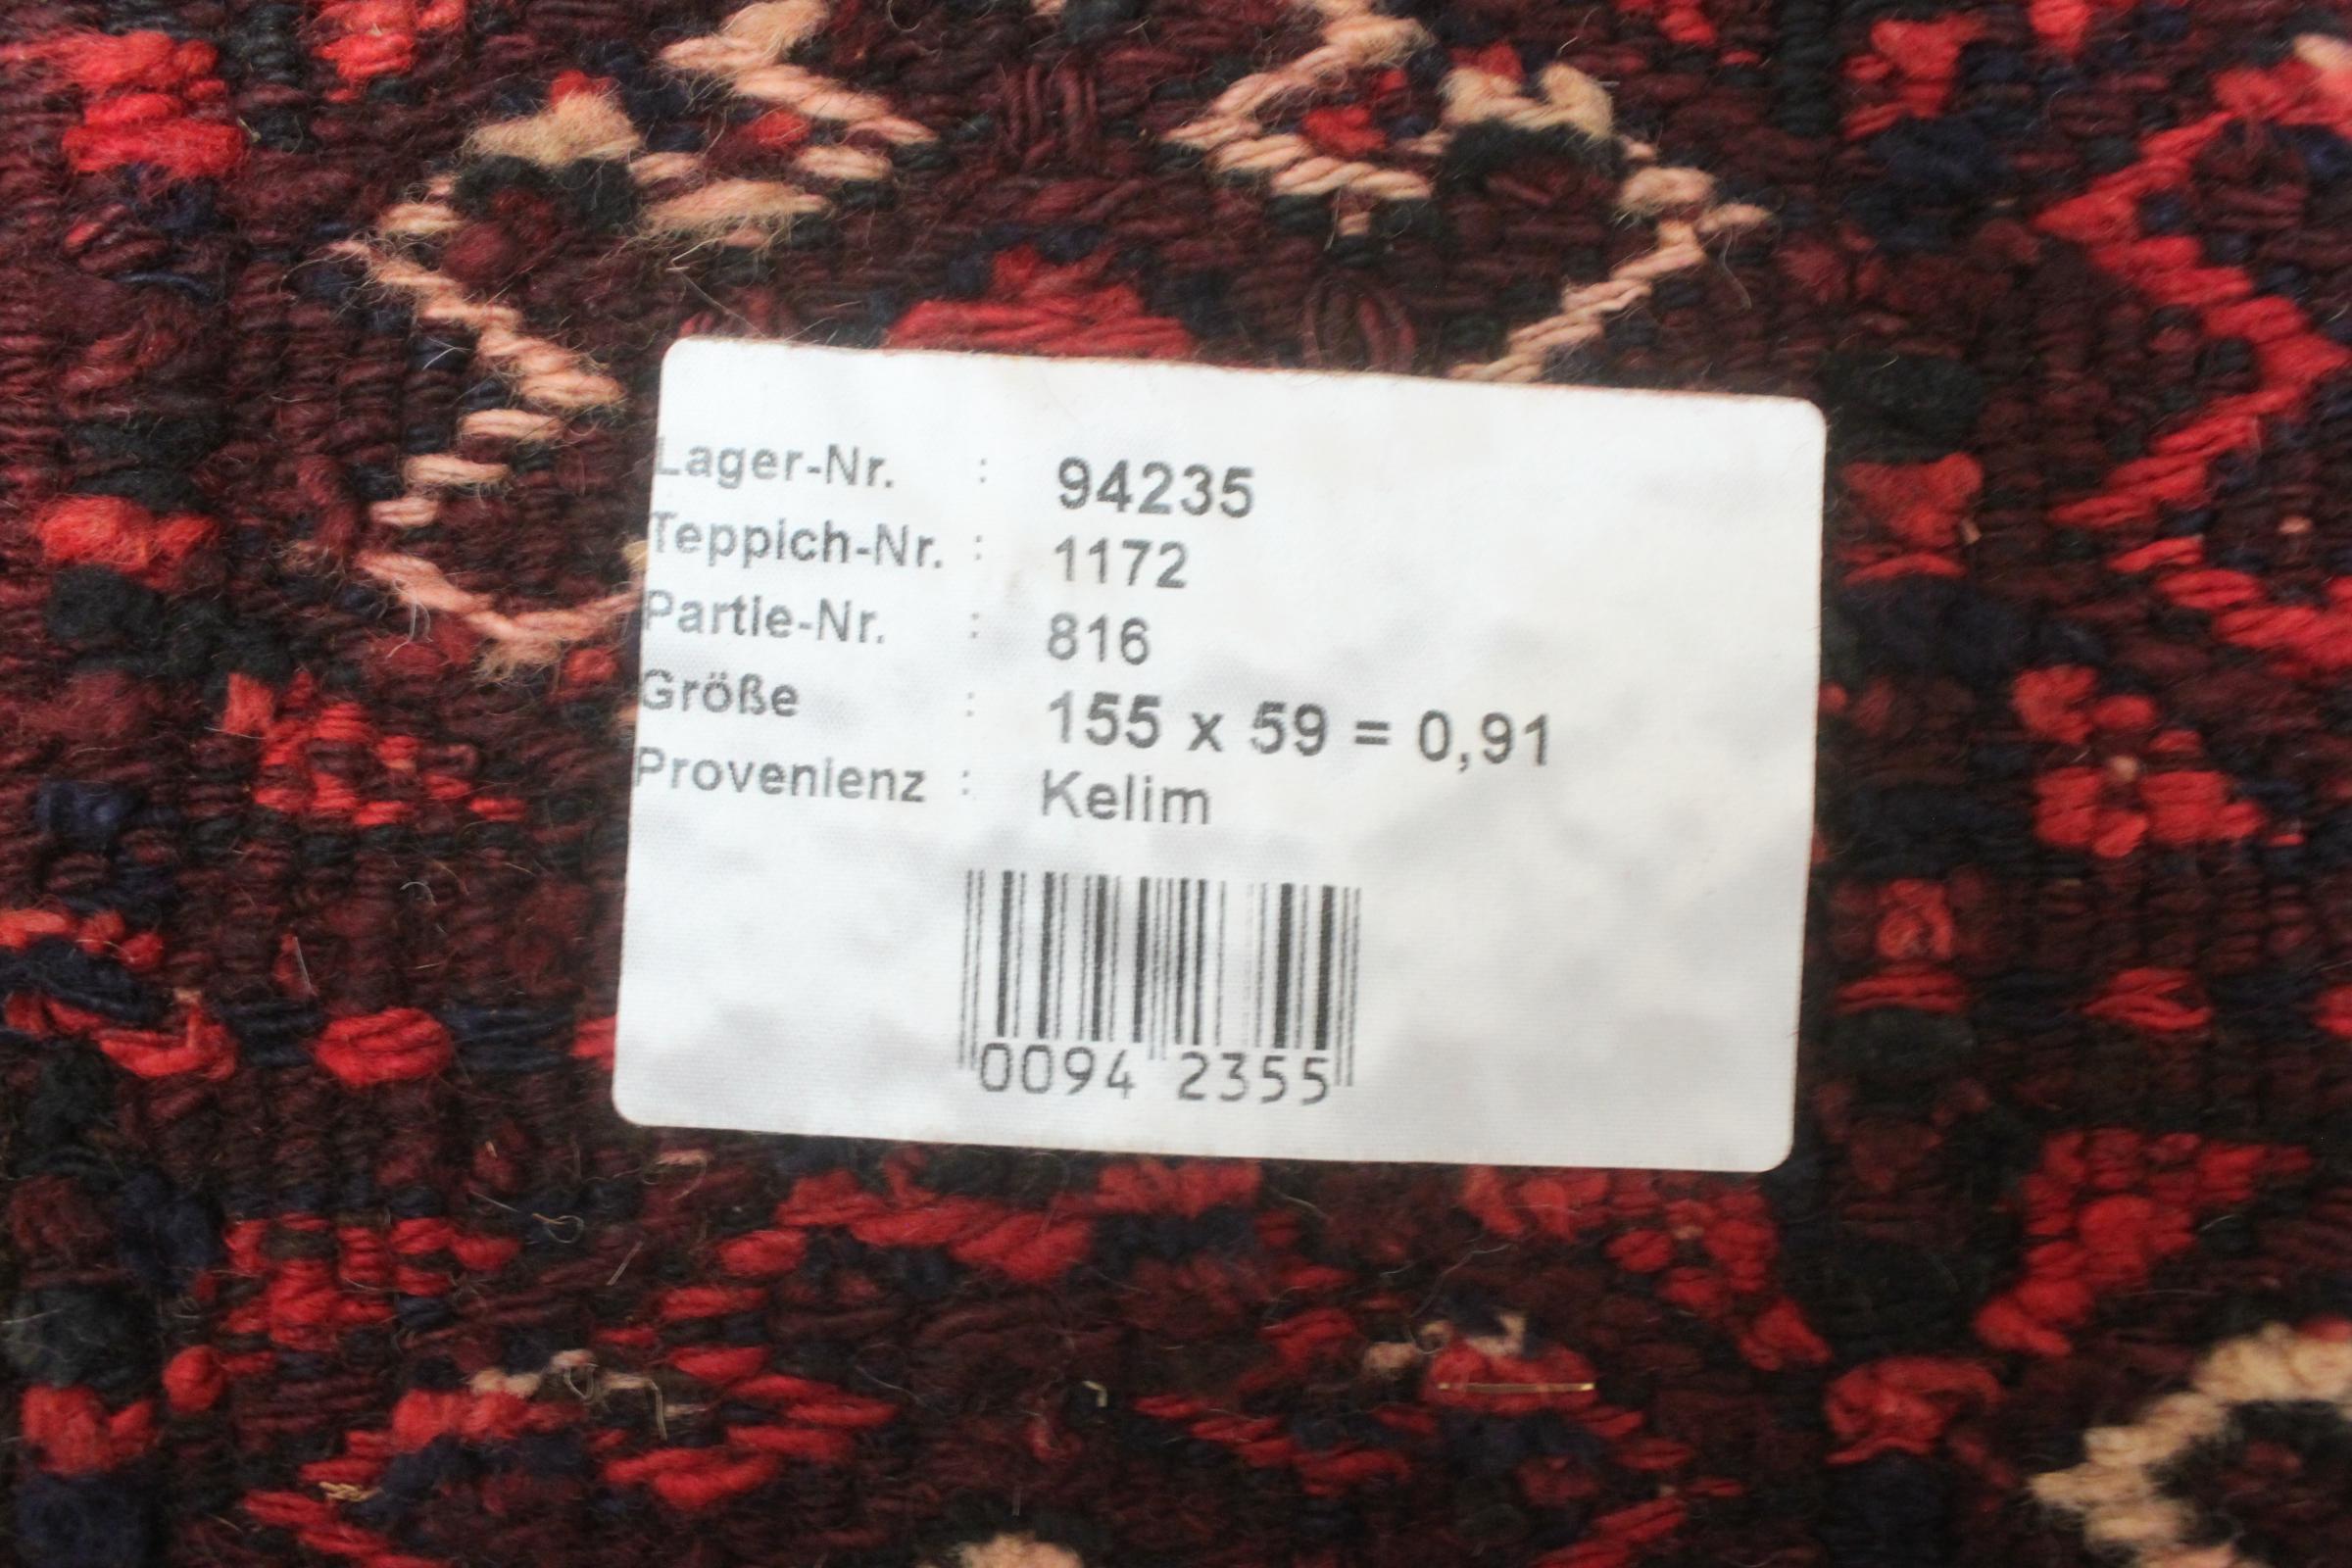 Lager-Nr. : 94235
Teppich-Nr. : 1172
Partie-Nr. : 816
Größe : 155 x 59 = 0,91
Provenienz : Kelim
0094 2355